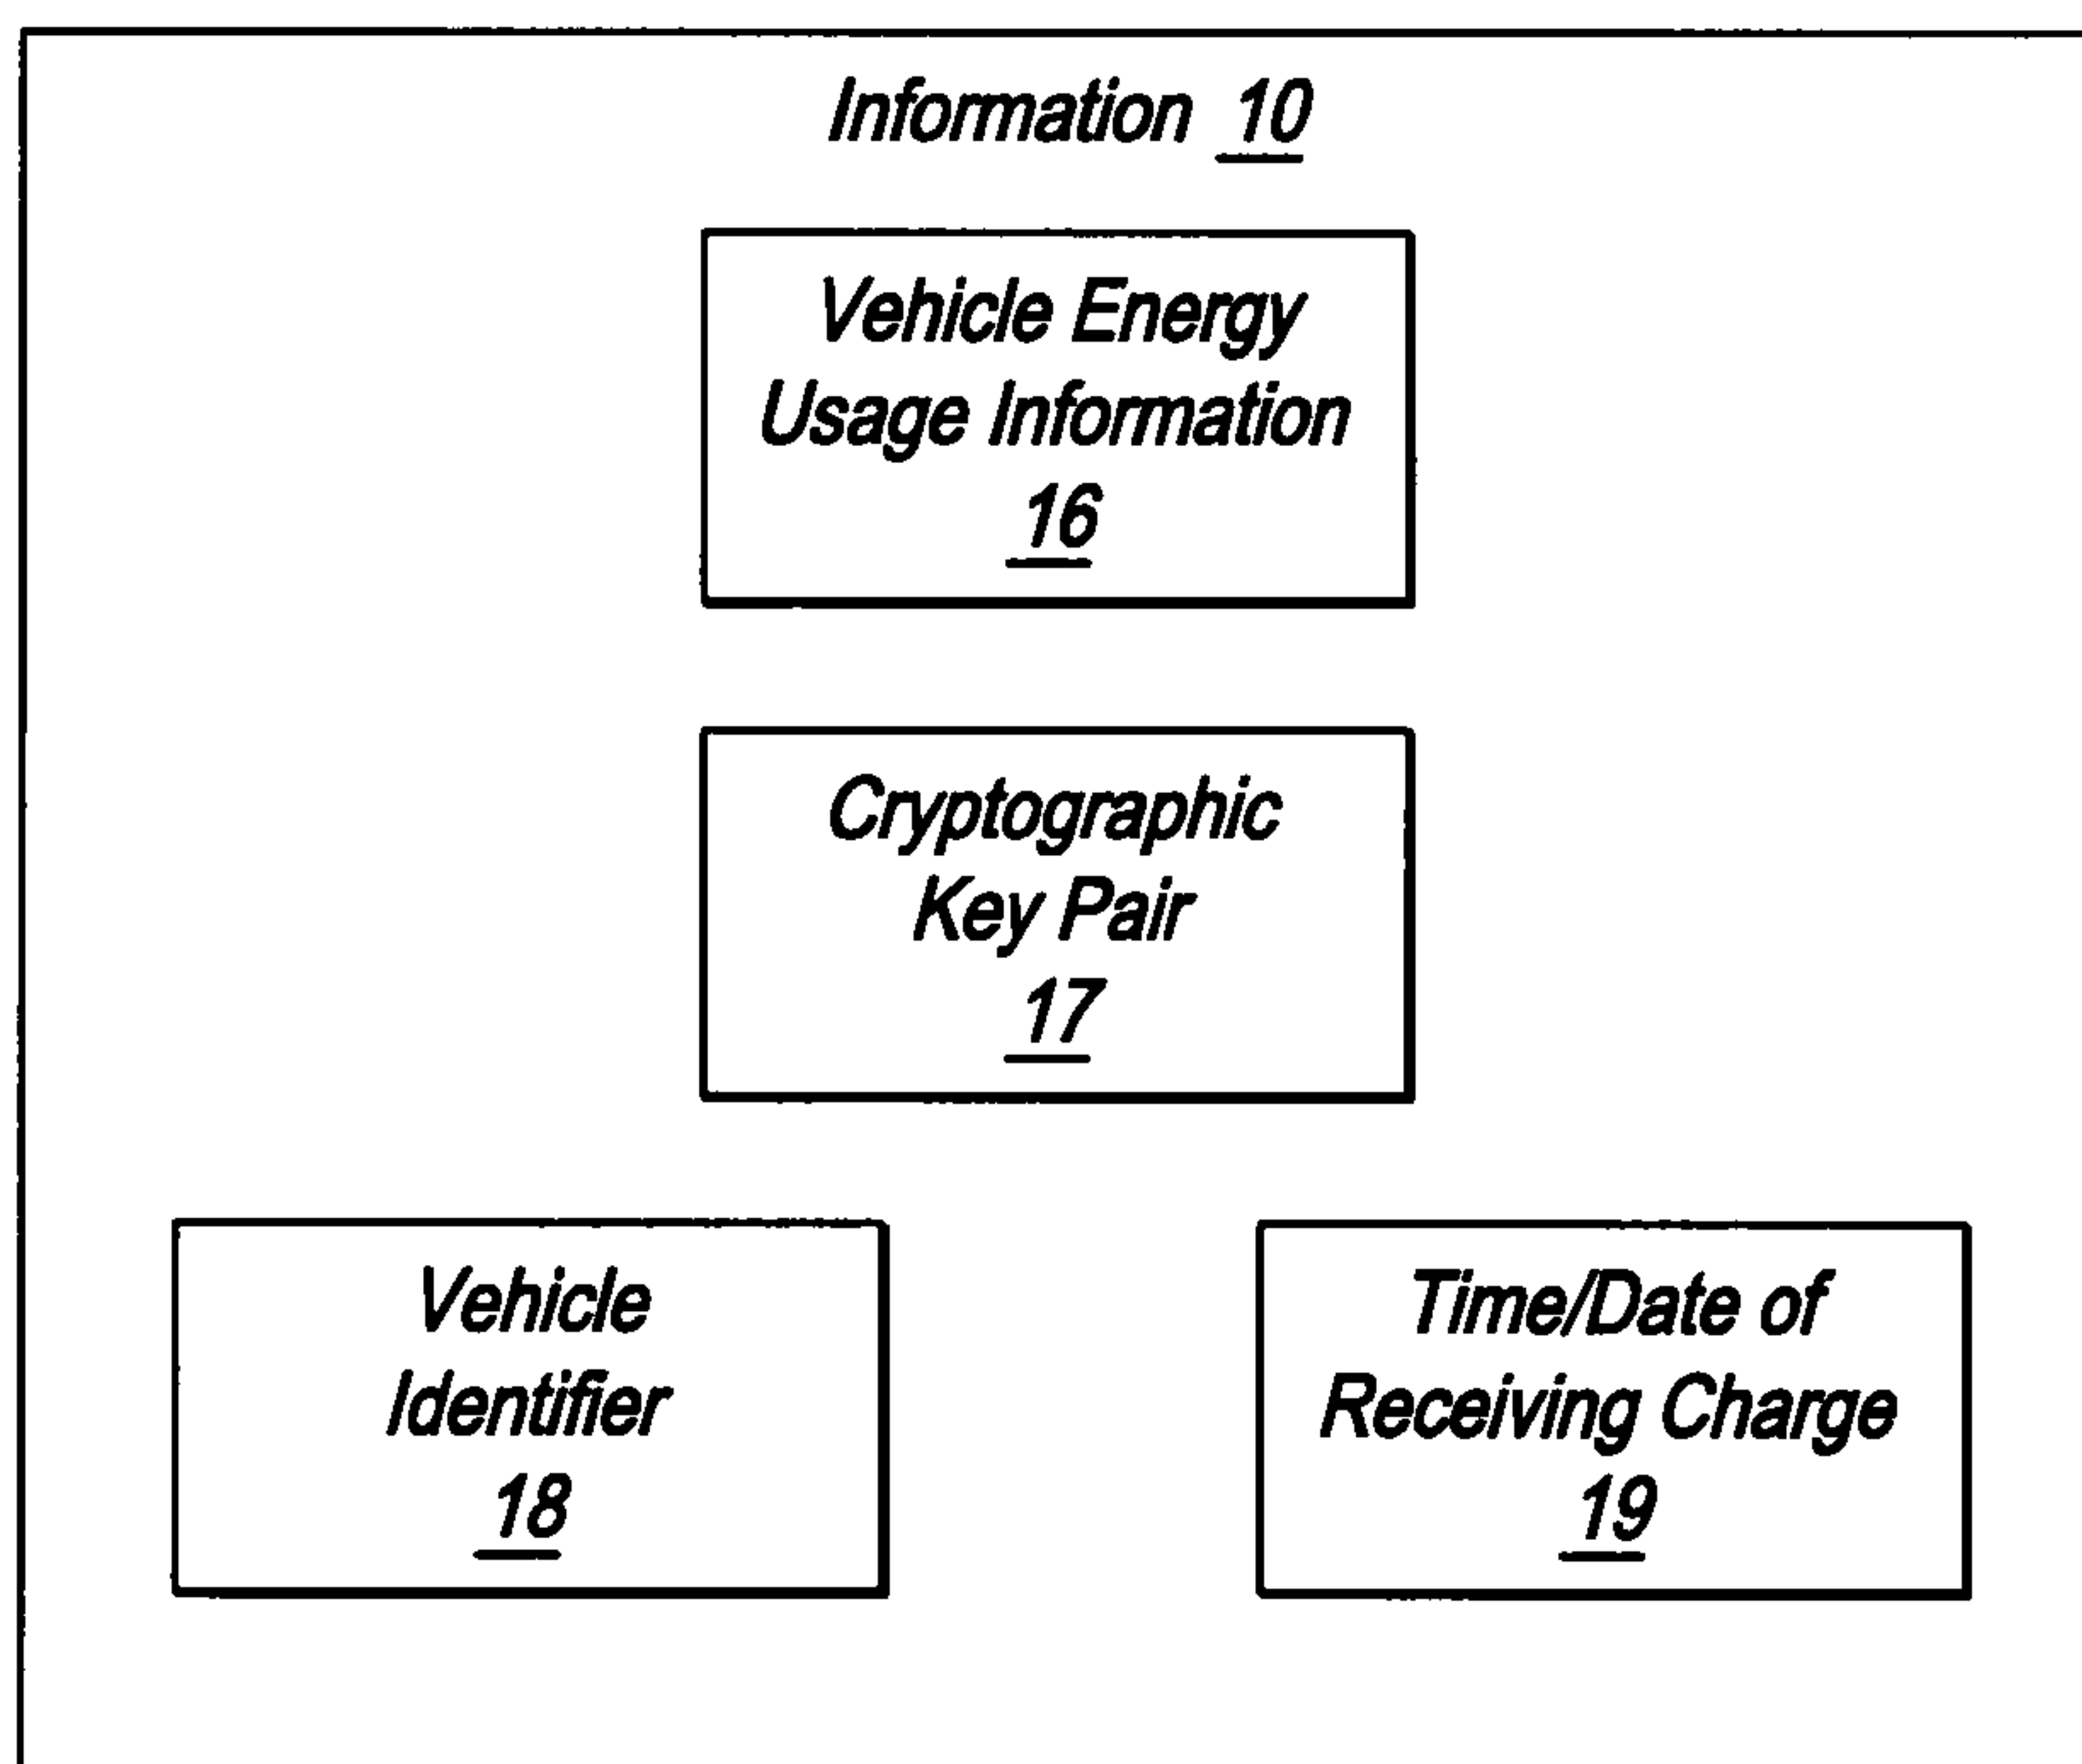 Information 10
Vehicle Energy
Usage Information
16
Cryptographic
Key Pair
17
Vehicle
Identifier
18
Time/Date of
Receiving Charge
19